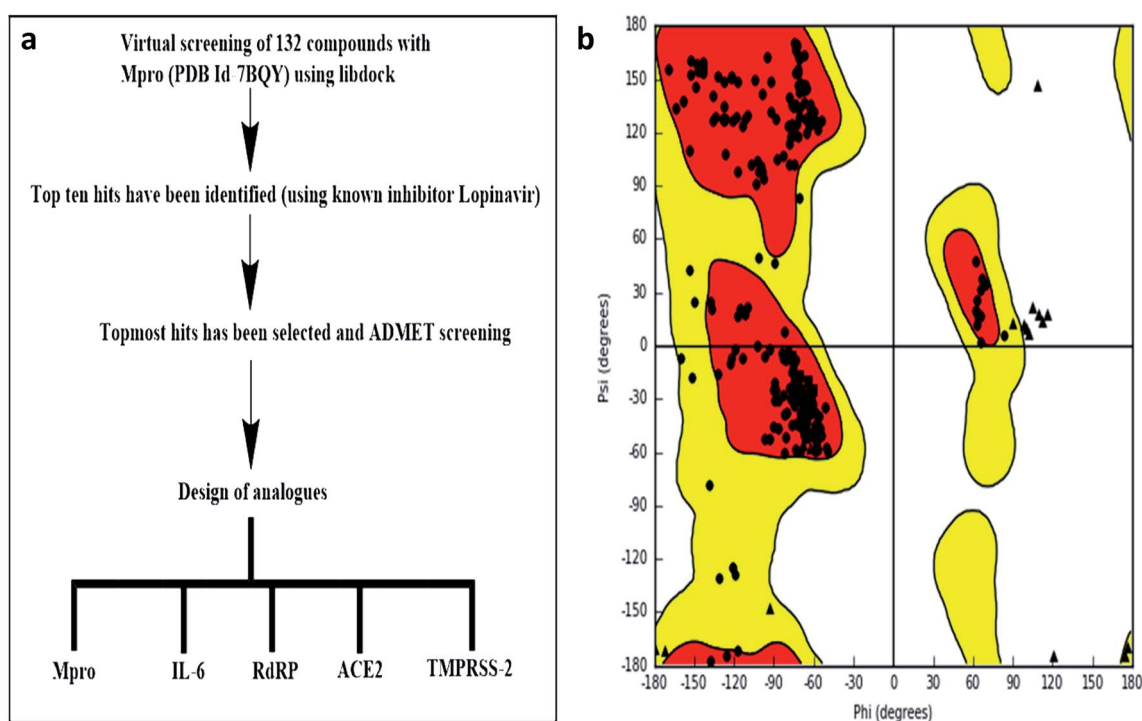 a
Virtual screening of 132 compounds with
Mpro (PDB Id-7BQY) using libdock
Top ten hits have been identified (using known inhibitor Lopinavir)
Topmost hits has been selected and ADMET screening
Design of analogues
Mpro IL-6 RdRP ACE2 TMPRSS-2
b
180
150
120
90
60
30
0
-30
-60
-90
-120
-150
-180
Psi (degrees)
-180 -150 -120 -90 -60 -30 0 30 60 90 120 150 180
Phi (degrees)